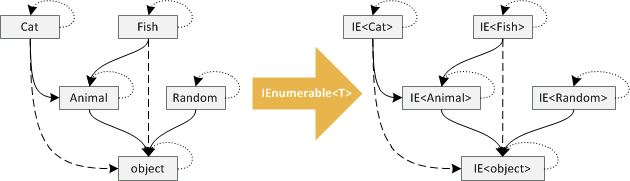 Cat
Fish
Animal
Random
object
IEnumerable<T>
IE<Cat>
IE<Fish>
IE<Animal>
IE<Random>
IE<object>